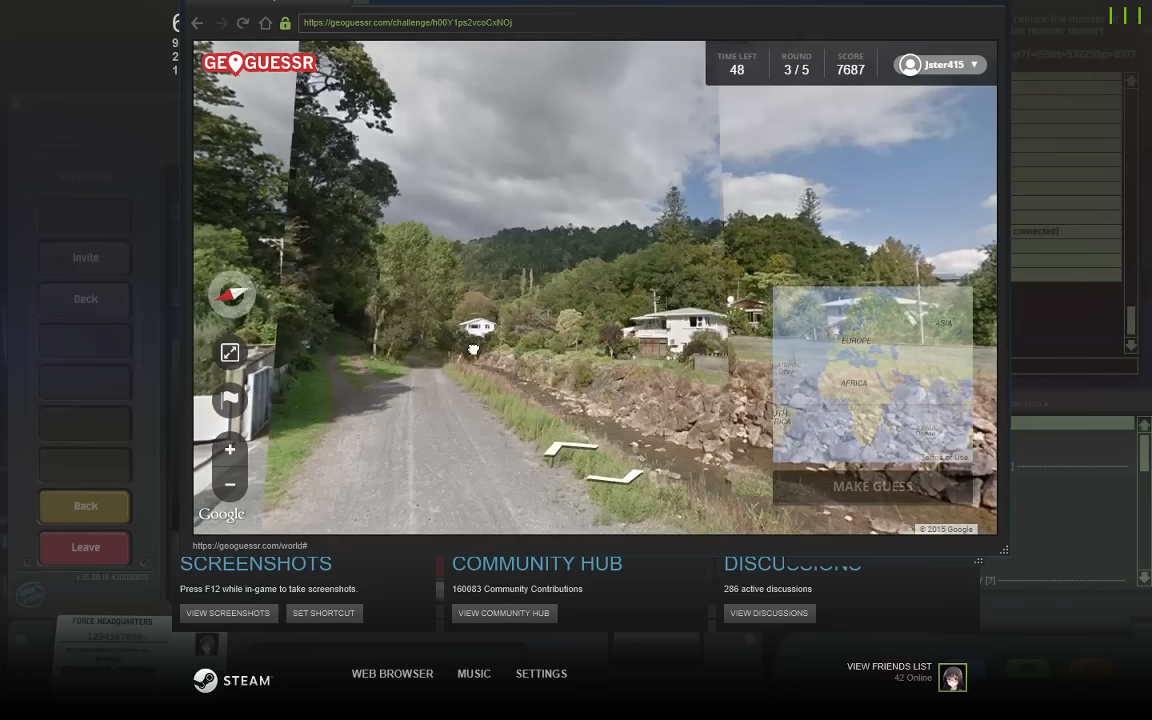 https://geoguessr.com/challenge/h00Y1ps2vcoCxNOj
GEOGUESSR
TIME LEFT
48
ROUND
3 / 5
SCORE
7687
Jster415
Invite
Deck
Back
Leave
EUROPE
ASIA
AFRICA
Terms of Use
MAKE GUESS
Google
© 2015 Google
https://geoguessr.com/world#
SCREENSHOTS
Press F12 while in-game to take screenshots.
VIEW SCREENSHOTS
SET SHORTCUT
COMMUNITY HUB
160083 Community Contributions
VIEW COMMUNITY HUB
DISCUSSIONS
286 active discussions
VIEW DISCUSSIONS
FORCE HEADQUARTERS
STEAM
WEB BROWSER
MUSIC
SETTINGS
VIEW FRIENDS LIST
42 Online
connected)